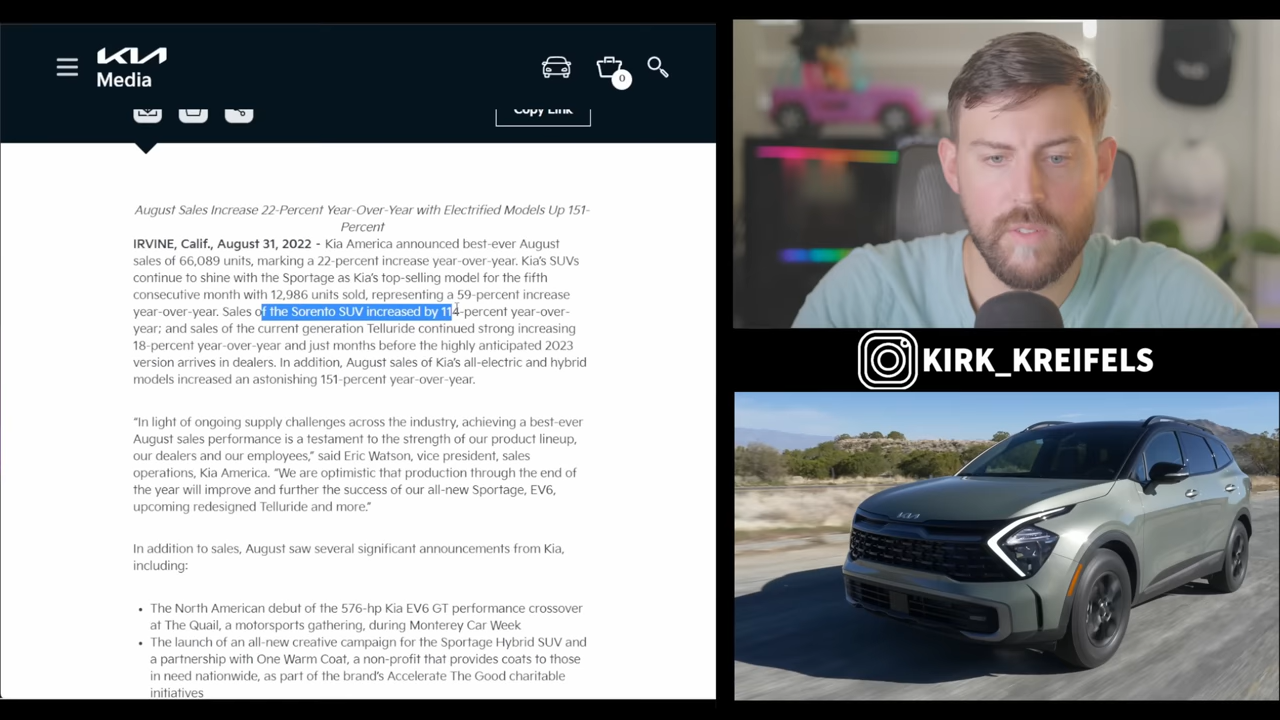 KIA
Media
0
Copy Link
August Sales Increase 22-Percent Year-Over-Year with Electrified Models Up 151-
Percent
IRVINE, Calif., August 31, 2022 - Kia America announced best-ever August
sales of 66,089 units, marking a 22-percent increase year-over-year. Kia's SUVs
continue to shine with the Sportage as Kia's top-selling model for the fifth
consecutive month with 12,986 units sold, representing a 59-percent increase
year-over-year. Sales of the Sorento SUV increased by 114-percent year-over-
year; and sales of the current generation Telluride continued strong increasing
18-percent year-over-year and just months before the highly anticipated 2023
version arrives in dealers. In addition, August sales of Kia's all-electric and hybrid
models increased an astonishing 151-percent year-over-year.
“In light of ongoing supply challenges across the industry, achieving a best-ever
August sales performance is a testament to the strength of our product lineup,
our dealers and our employees,” said Eric Watson, vice president, sales
operations, Kia America. “We are optimistic that production through the end of
the year will improve and further the success of our all-new Sportage, EV6,
upcoming redesigned Telluride and more.”
In addition to sales, August saw several significant announcements from Kia,
including:
• The North American debut of the 576-hp Kia EV6 GT performance crossover
at The Quail, a motorsports gathering, during Monterey Car Week
• The launch of an all-new creative campaign for the Sportage Hybrid SUV and
a partnership with One Warm Coat, a non-profit that provides coats to those
in need nationwide, as part of the brand's Accelerate The Good charitable
initiatives
KIRK_KREIFELS
KIA